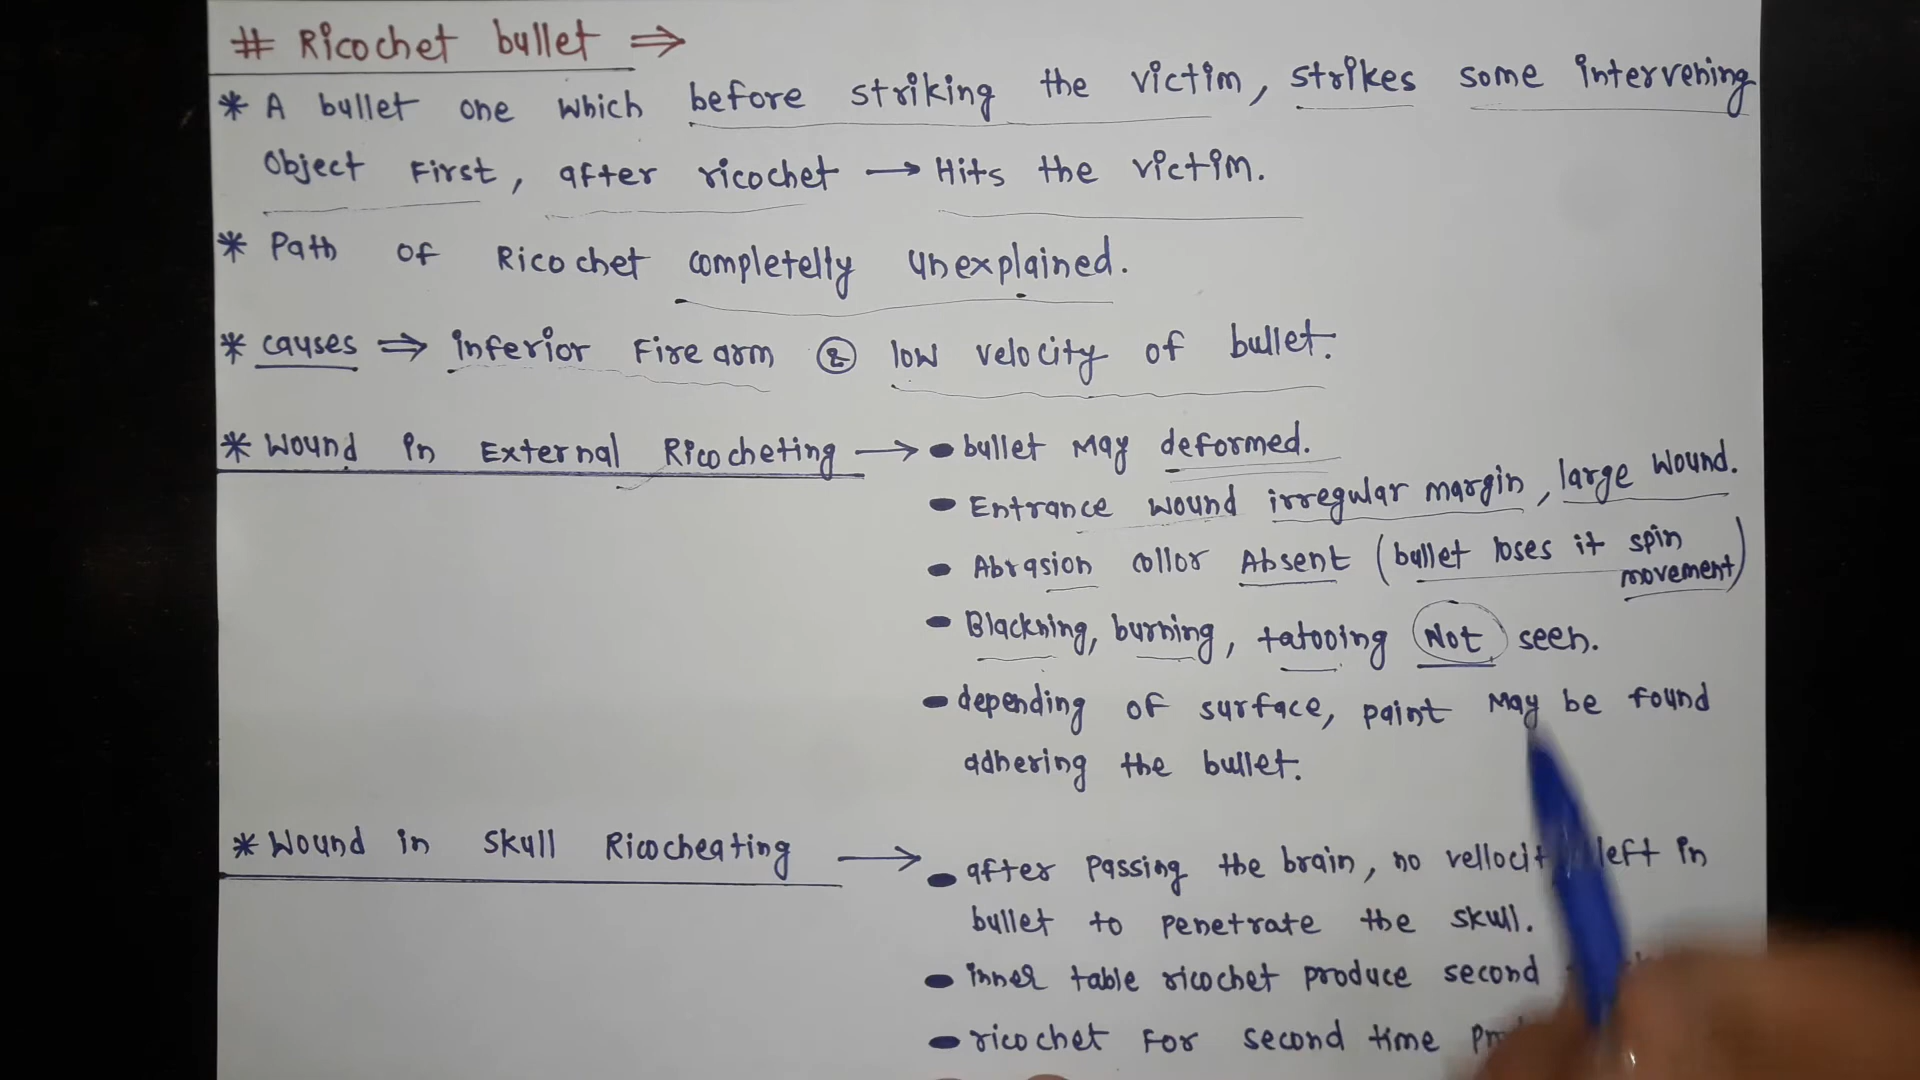 # Ricochet bullet ⇒
* A bullet one which before striking the victim, strikes some intervening
object First, after ricochet → Hits the victim.
* Path of Ricochet completelly unexplained.
* causes ⇒ inferior Fire arm & low velocity of bullet.
* Wound in External Ricocheting → • bullet may deformed.
• Entrance wound irregular margin, large wound.
• Abrasion collor Absent (bullet loses it spin
movement)
• Blackning, burning, tatooing Not seen.
• depending of surface, paint may be found
adhering the bullet.
* Wound in Skull Ricocheating → • after passing the brain, no left in
bullet to penetrate the skull.
• inner table ricochet produce second
• ricochet For second time